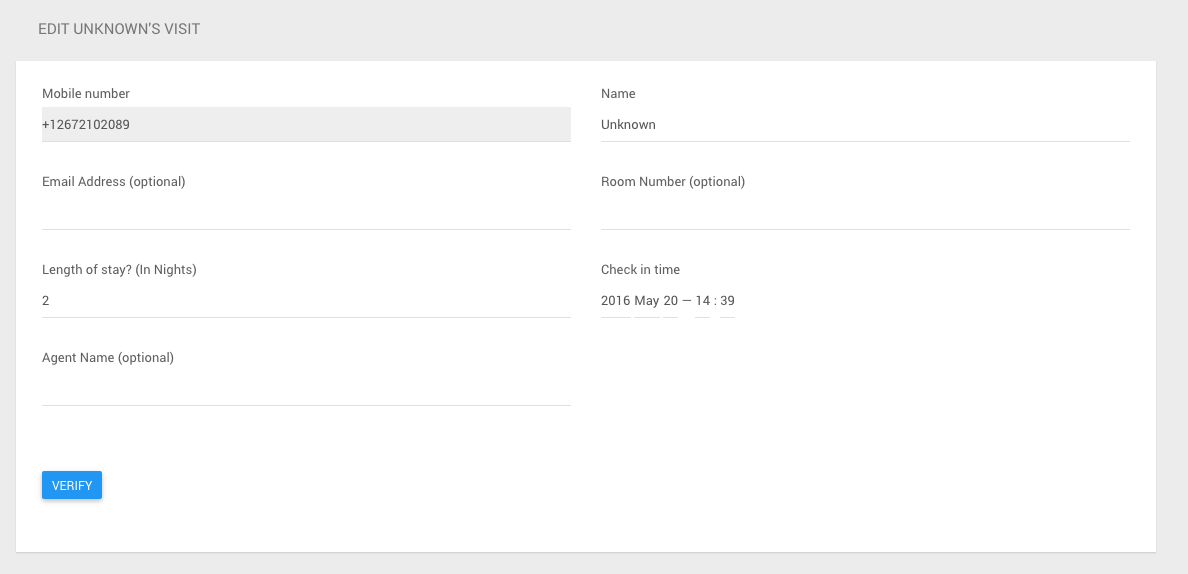 EDIT UNKNOWN'S VISIT
Mobile number
+12672102089
Name
Unknown
Email Address (optional)
Room Number (optional)
Length of stay? (In Nights)
2
Check in time
2016 May 20 — 14 : 39
Agent Name (optional)
VERIFY